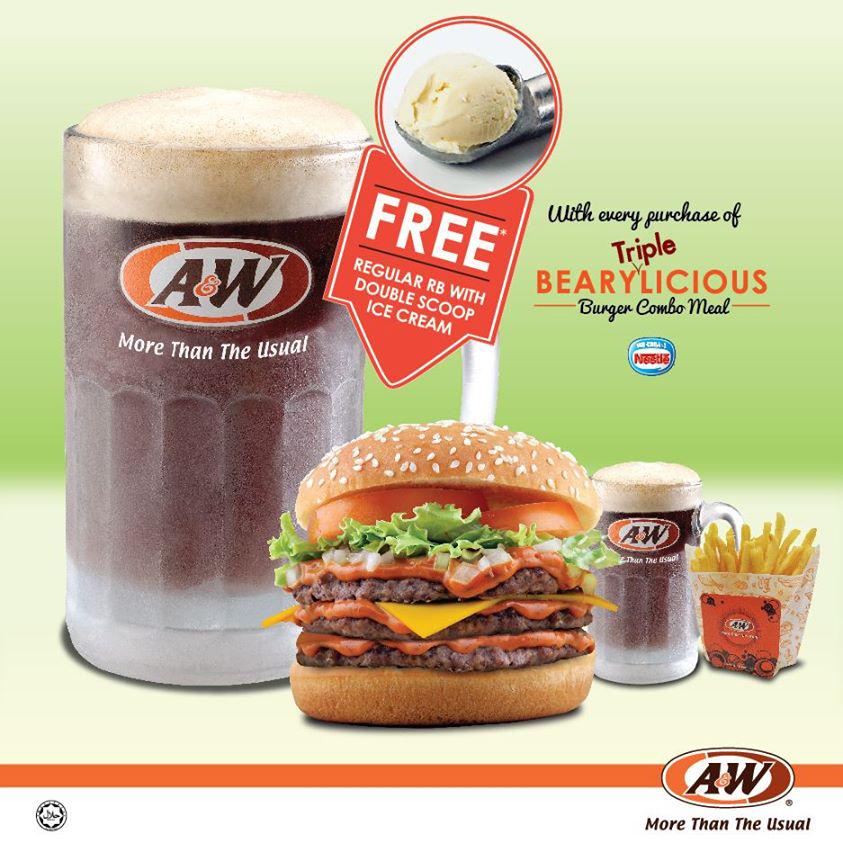 FREE*
REGULAR RB WITH
DOUBLE SCOOP
ICE CREAM
With every purchase of
Triple
BEARYLICIOUS
Burger Combo Meal
Nestlé
A&W
More Than The Usual
A&W
Than The Usual
A&W
A&W®
More Than The Usual
حلال